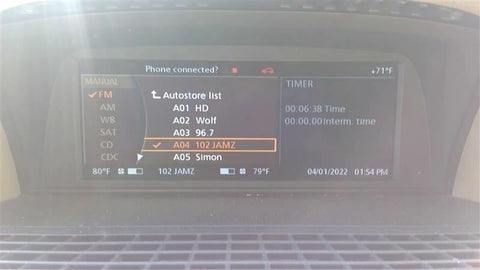 Phone connected? +71°F
MANUAL
FM
AM
WB
SAT
CD
CDC
Autostore list
A01 HD
A02 Wolf
A03 96.7
A04 102 JAMZ
A05 Simon
TIMER
00:06:38 Time
00:00:00 Interm. time
80°F 102 JAMZ 79°F 04/01/2022 01:54 PM